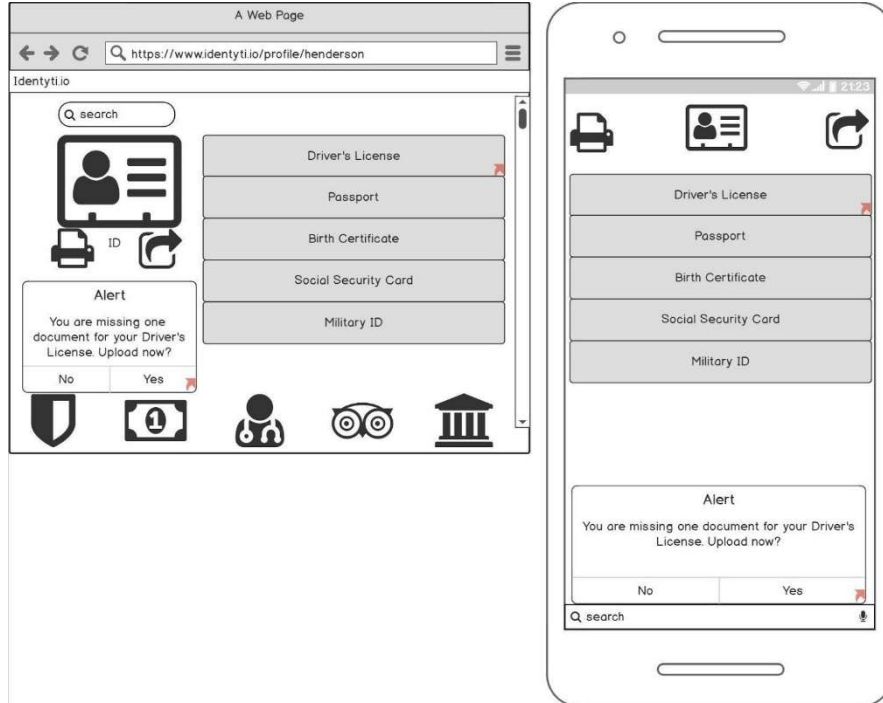 A Web Page
https://www.identyti.io/profile/henderson
Identyti.io
search
ID
Alert
You are missing one
document for your Driver's
License. Upload now?
No Yes
Driver's License
Passport
Birth Certificate
Social Security Card
Military ID
1
21:23
Driver's License
Passport
Birth Certificate
Social Security Card
Military ID
Alert
You are missing one document for your Driver's
License. Upload now?
No Yes
search